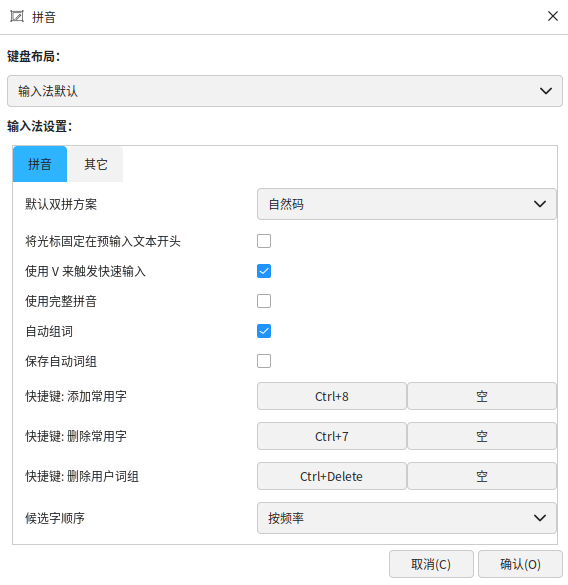 拼音
键盘布局：
输入法默认
输入法设置：
拼音 其它
默认双拼方案 自然码
将光标固定在预输入文本开头
使用 V 来触发快速输入
使用完整拼音
自动组词
保存自动词组
快捷键: 添加常用字 Ctrl+8 空
快捷键: 删除常用字 Ctrl+7 空
快捷键: 删除用户词组 Ctrl+Delete 空
候选字顺序 按频率
取消(C) 确认(O)